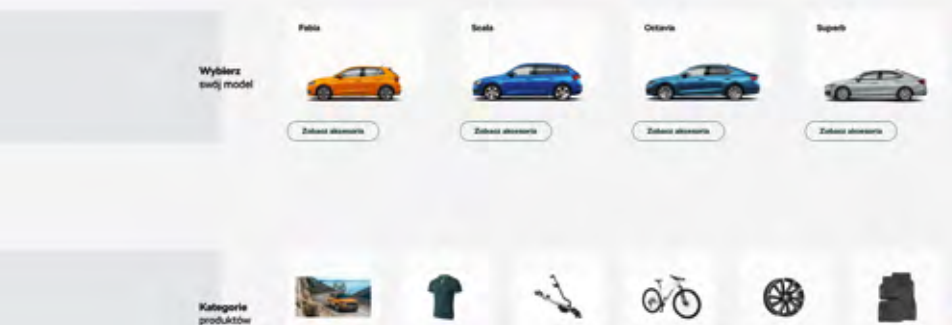 Fabia
Scala
Octavia
Superb
Wybierz
swój model
Zobacz akcesoria
Zobacz akcesoria
Zobacz akcesoria
Zobacz akcesoria
Kategorie
produktów